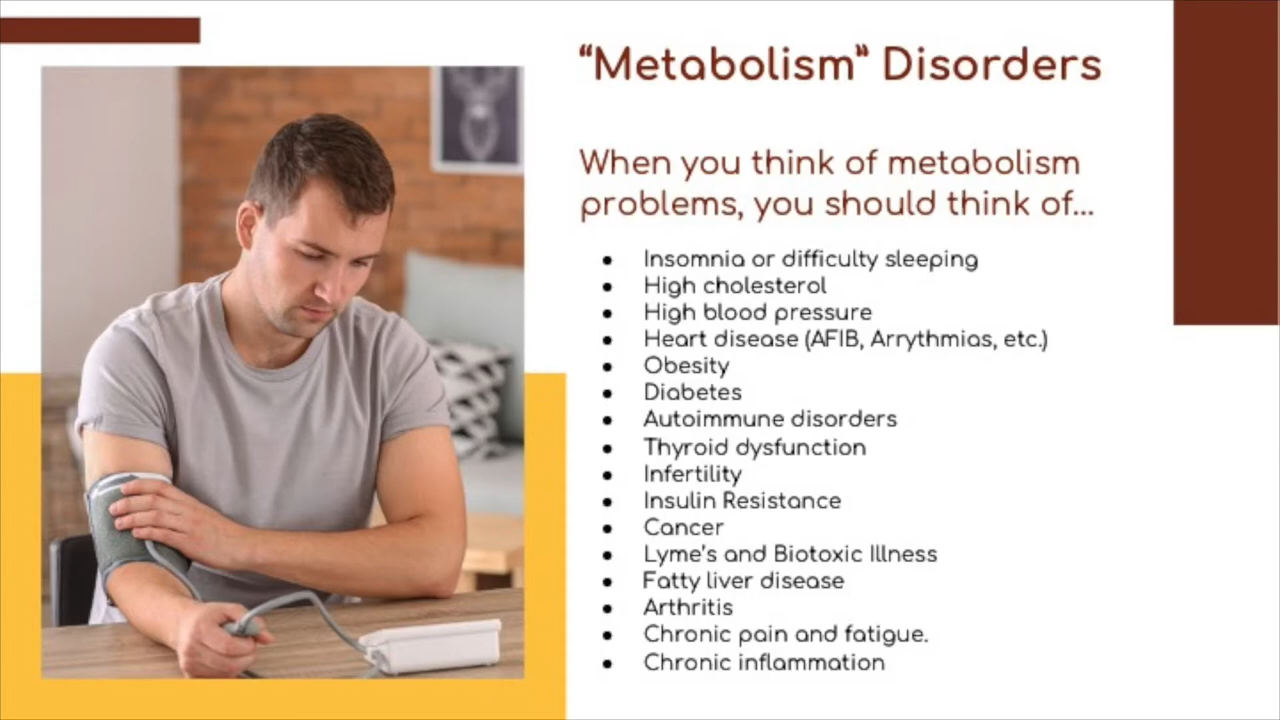 “Metabolism” Disorders
When you think of metabolism
problems, you should think of...
• Insomnia or difficulty sleeping
• High cholesterol
• High blood pressure
• Heart disease (AFIB, Arrythmias, etc.)
• Obesity
• Diabetes
• Autoimmune disorders
• Thyroid dysfunction
• Infertility
• Insulin Resistance
• Cancer
• Lyme's and Biotoxic Illness
• Fatty liver disease
• Arthritis
• Chronic pain and fatigue.
• Chronic inflammation